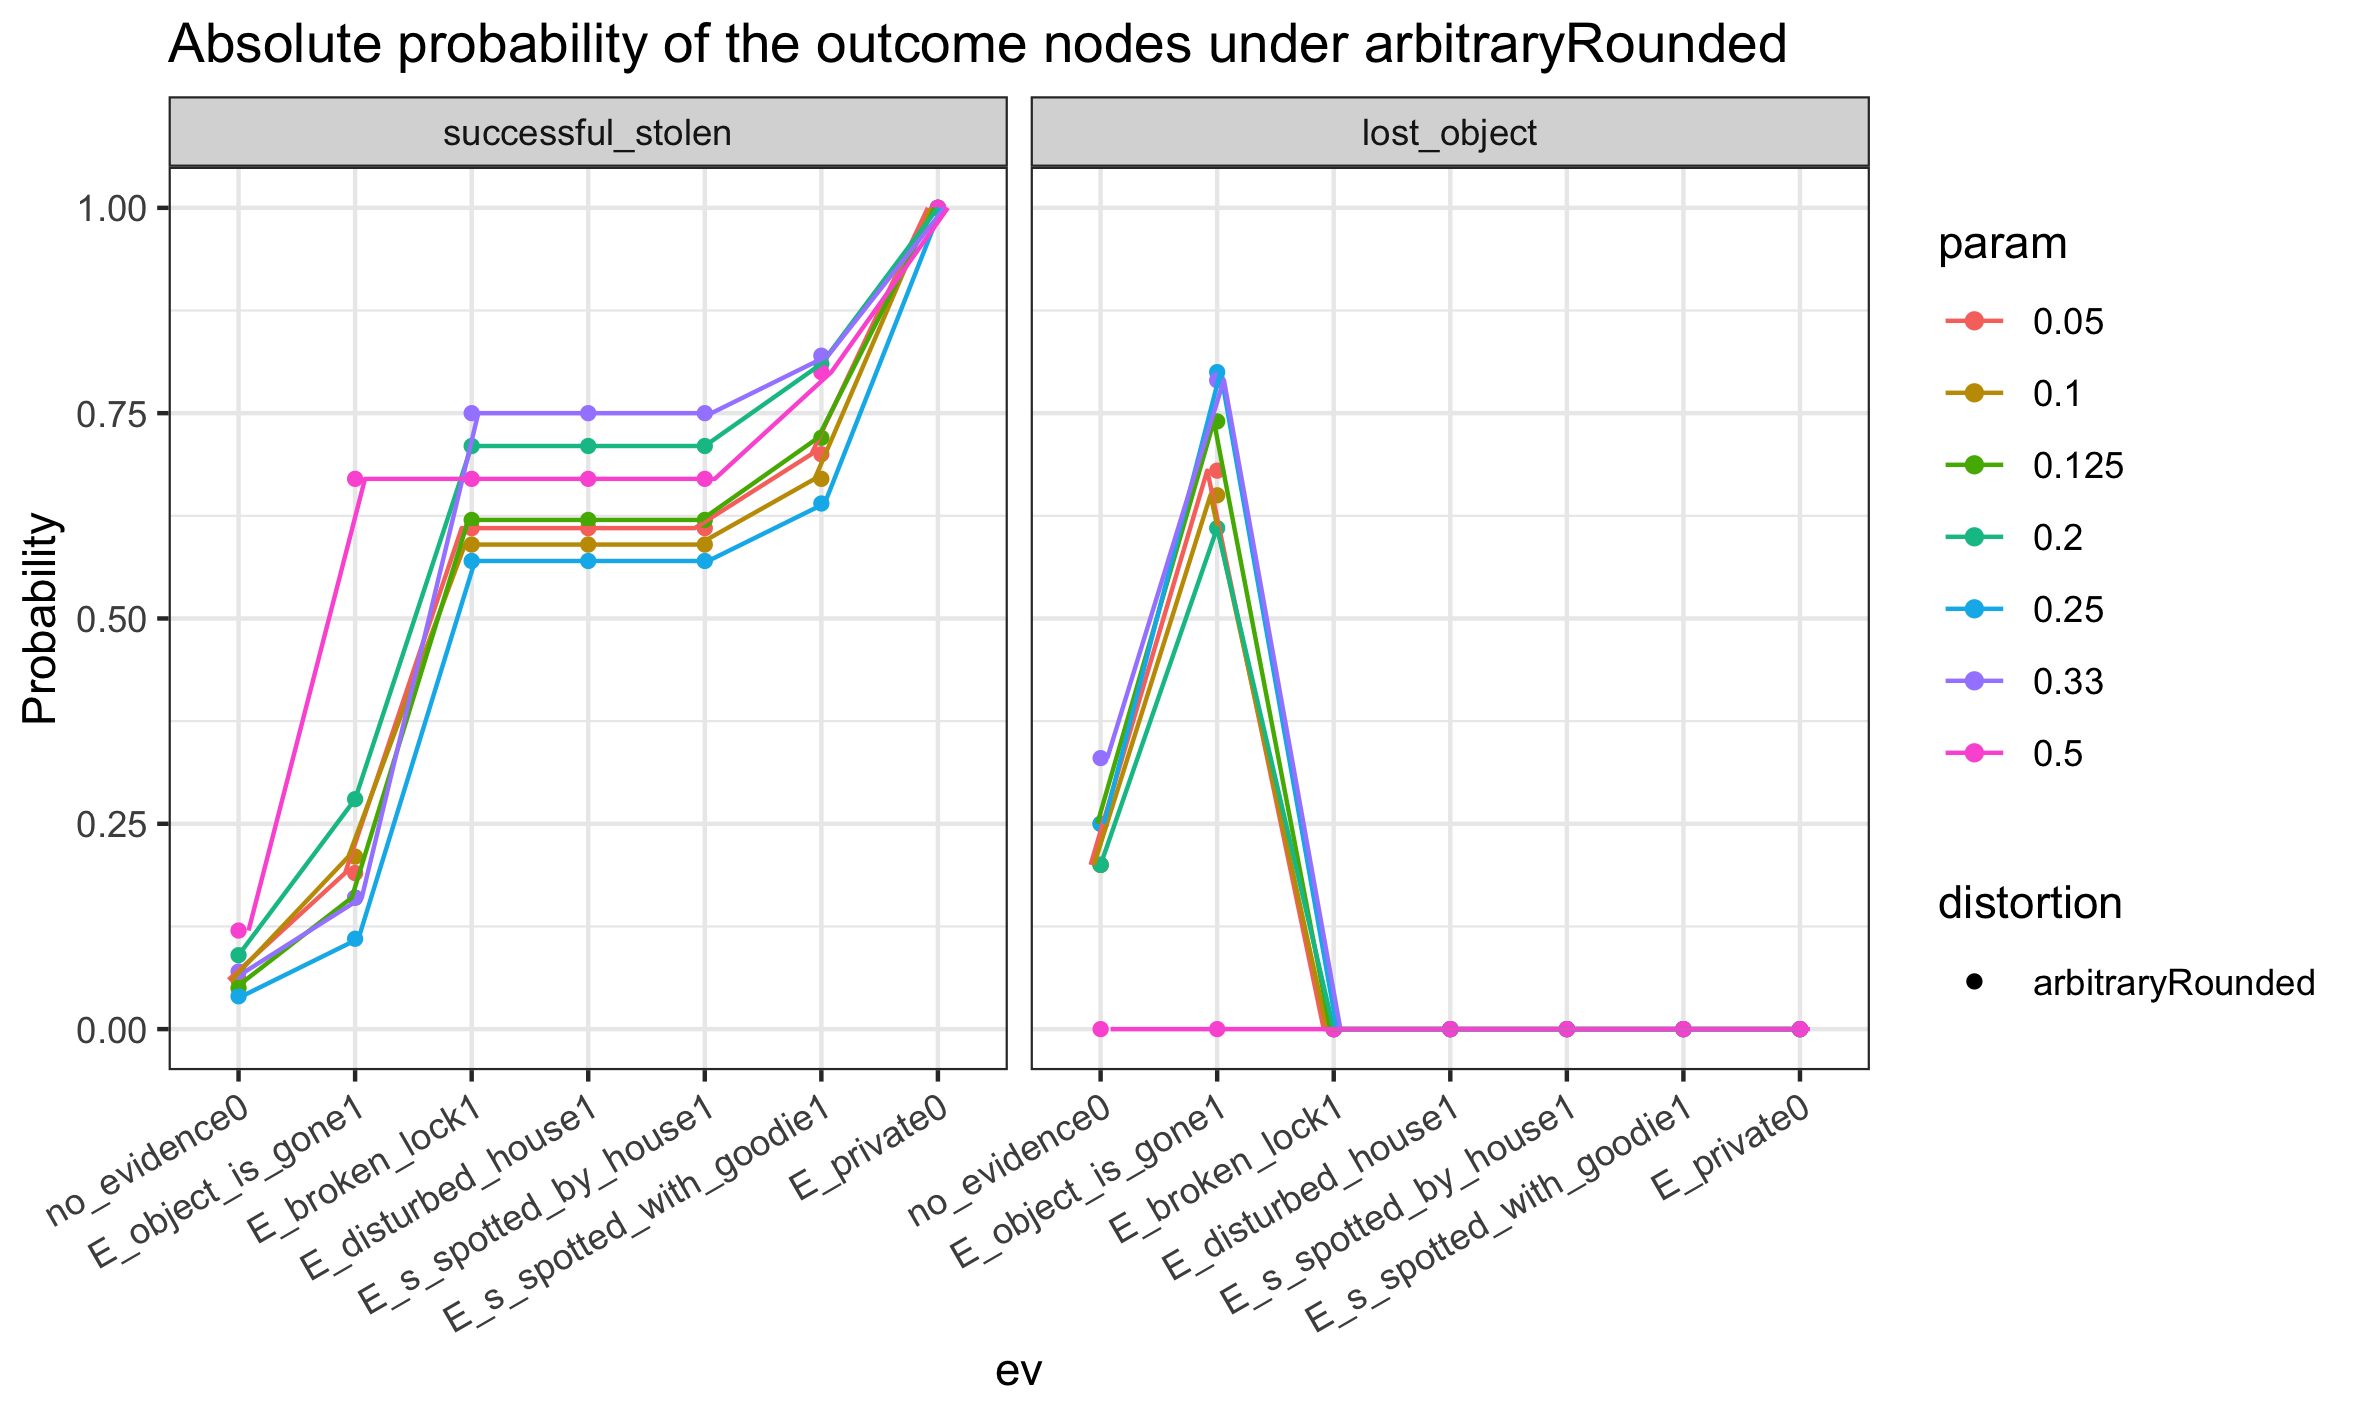 Absolute probability of the outcome nodes under arbitraryRounded
successful_stolen
lost_object
Probability
1.00
0.75
0.50
0.25
0.00
no_evidence0
E_object_is_gone1
E_broken_lock1
E_disturbed_house1
E_s_spotted_by_house1
E_s_spotted_with_goodie1
E_private0
no_evidence0
E_object_is_gone1
E_broken_lock1
E_disturbed_house1
E_s_spotted_by_house1
E_s_spotted_with_goodie1
E_private0
ev
param
0.05
0.1
0.125
0.2
0.25
0.33
0.5
distortion
arbitraryRounded